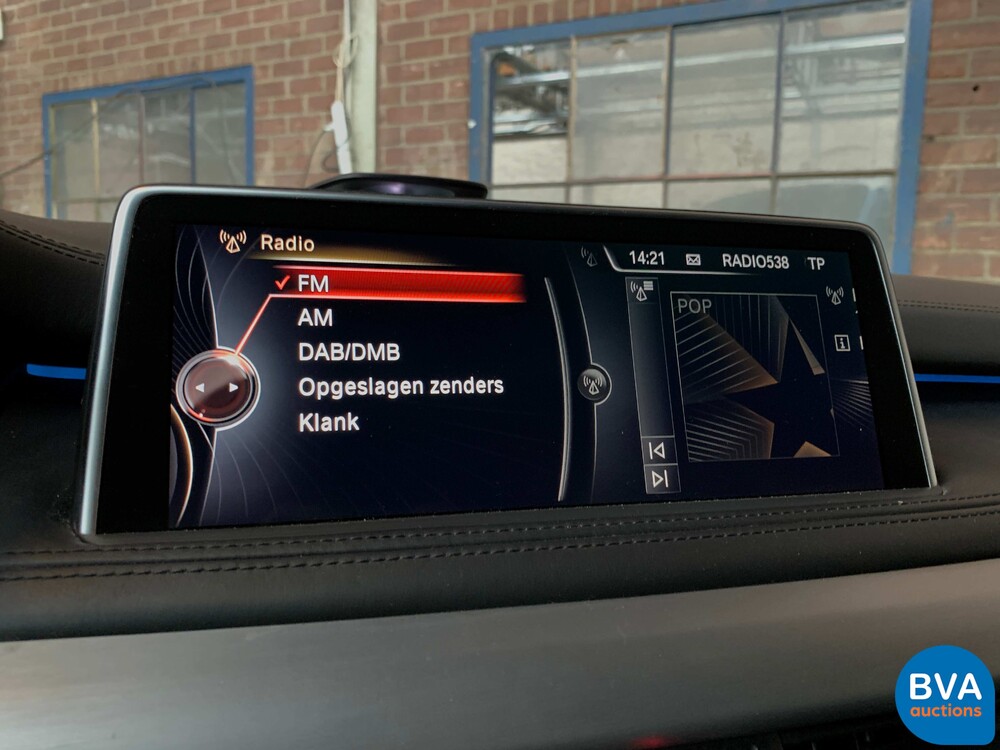 Radio
FM
AM
DAB/DMB
Opgeslagen zenders
Klank
14:21 RADIO538 TP
POP
BVA
auctions